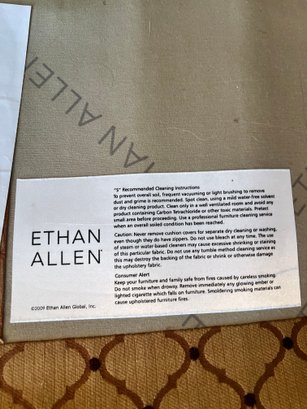 ETHAN ALLEN
"S" Recommended Cleaning Instructions
To prevent overall soil, frequent vacuuming or light brushing to remove
dust and grime is recommended. Spot clean, using a mild water-free solvent
or dry cleaning product. Clean only in a well ventilated room and avoid any
product containing Carbon Tetrachloride or other toxic materials. Pretest
small area before proceeding. Use a professional furniture cleaning service
when an overall soiled condition has been reached.
Caution: Never remove cushion covers for separate dry cleaning or washing,
even though they do have zippers. Do not use bleach at any time. The use
of steam or water-based cleaners may cause excessive shrinking or staining
of this particular fabric. Do not use any tumble method cleaning service as
this may destroy the backing of the fabric or shrink or otherwise damage
the upholstery fabric.
Consumer Alert
Keep your furniture and family safe from fires caused by careless smoking.
Do not smoke when drowsy. Remove immediately any glowing amber or
lighted cigarette which falls on furniture. Smoldering smoking materials can
cause upholstered furniture fires.
ETHAN
ALLEN
©2009 Ethan Allen Global, Inc.